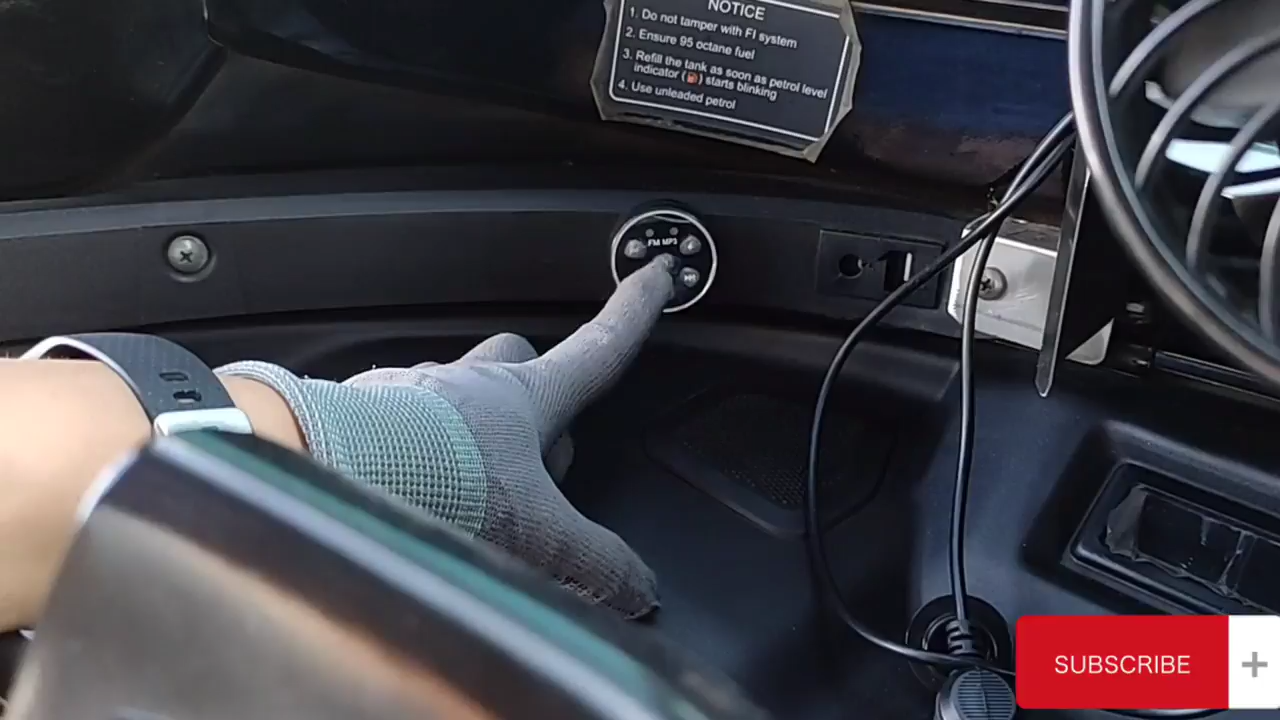 NOTICE
1. Do not tamper with FI system
2. Ensure 95 octane fuel
3. Refill the tank as soon as petrol level
indicator (⛽) starts blinking
4. Use unleaded petrol
FM MP3
SUBSCRIBE +